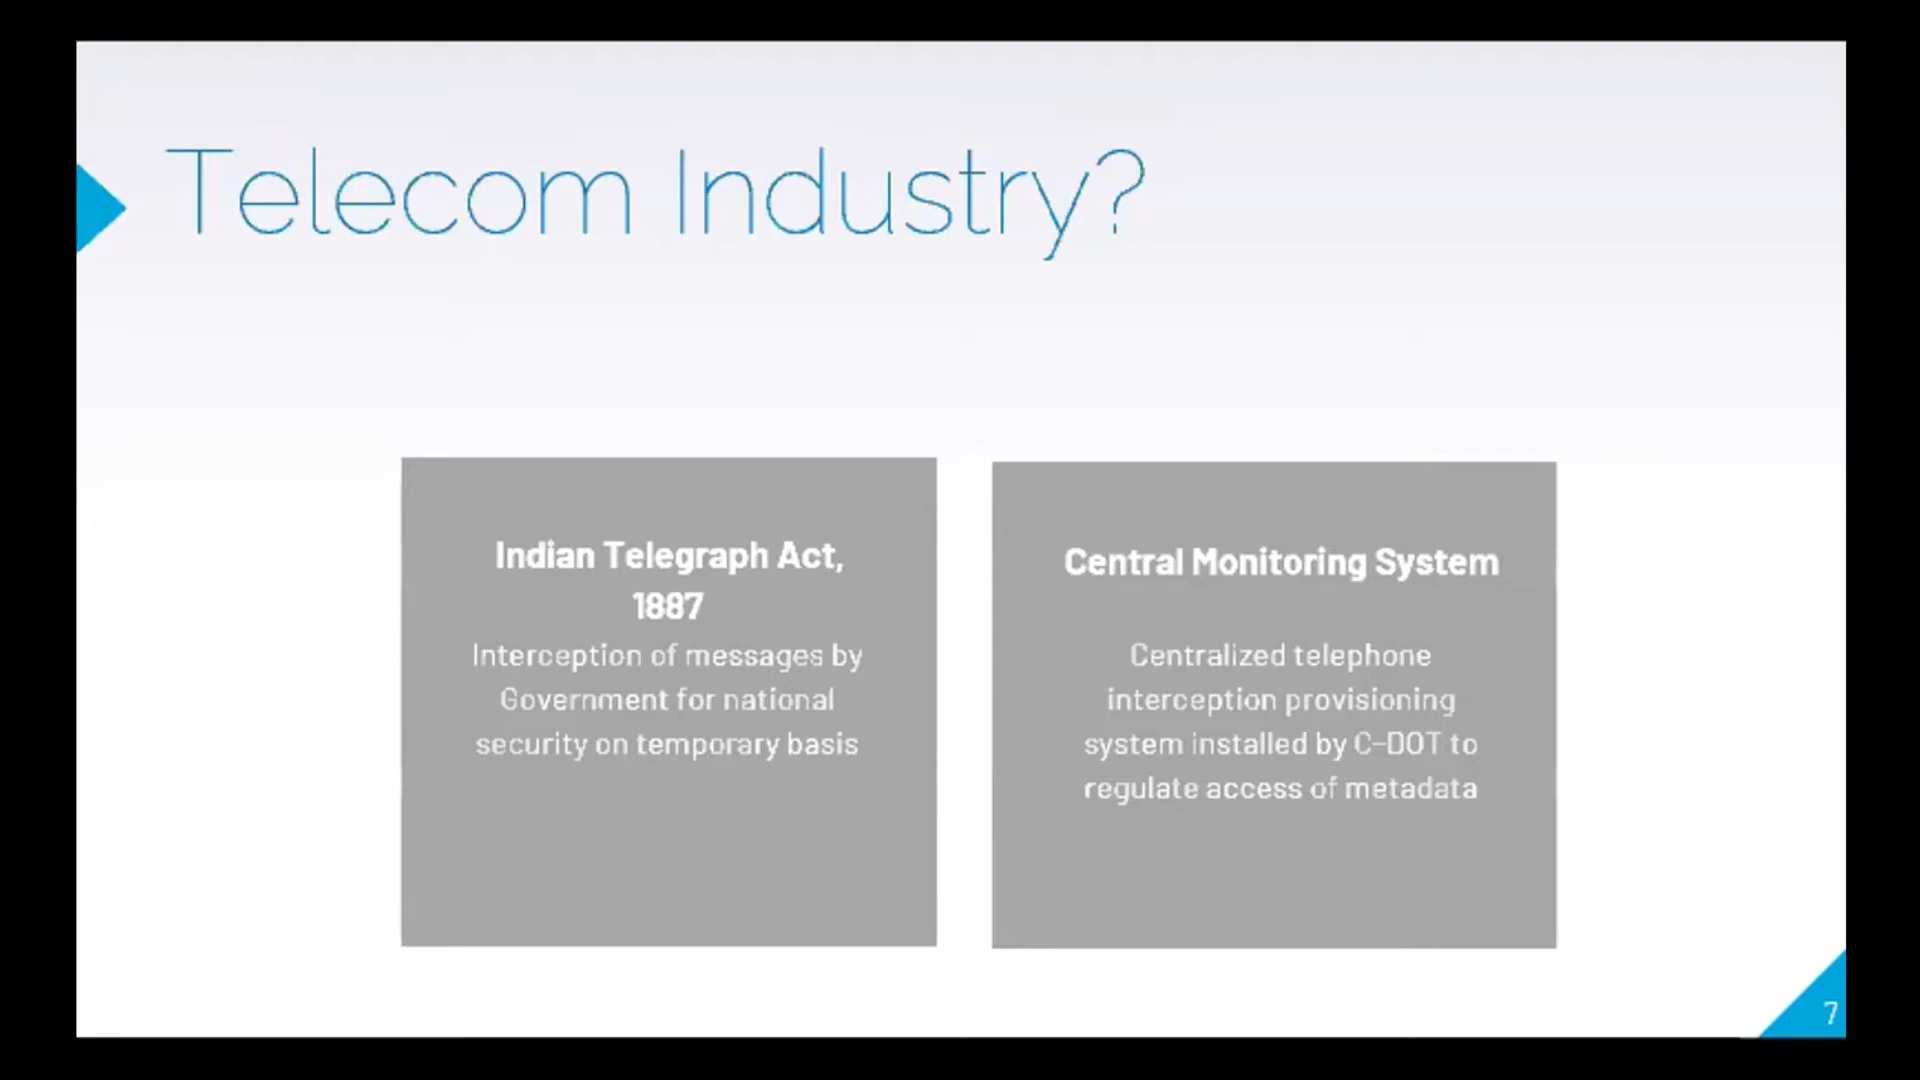 Telecom Industry?
Indian Telegraph Act,
1887
Interception of messages by
Government for national
security on temporary basis
Central Monitoring System
Centralized telephone
interception provisioning
system installed by C-DOT to
regulate access of metadata
7